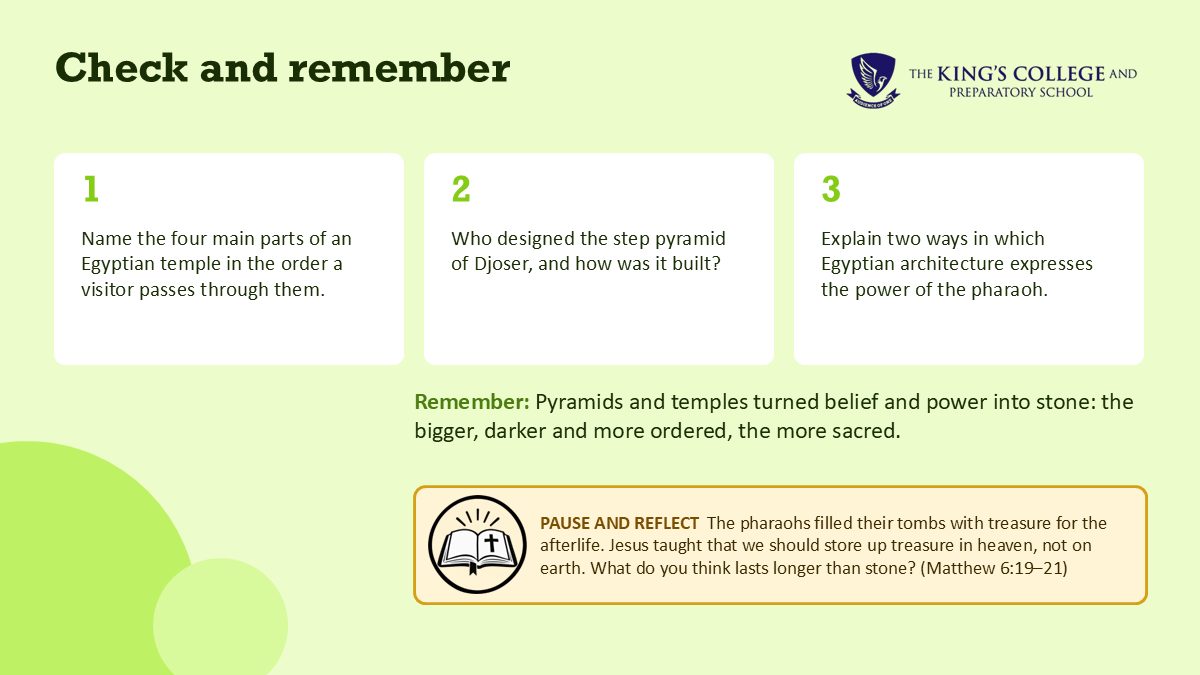 Check and remember
THE KING'S COLLEGE AND
PREPARATORY SCHOOL
AUDIENCE OF ONE
1
Name the four main parts of an
Egyptian temple in the order a
visitor passes through them.
2
Who designed the step pyramid
of Djoser, and how was it built?
3
Explain two ways in which
Egyptian architecture expresses
the power of the pharaoh.
Remember: Pyramids and temples turned belief and power into stone: the
bigger, darker and more ordered, the more sacred.
PAUSE AND REFLECT The pharaohs filled their tombs with treasure for the
afterlife. Jesus taught that we should store up treasure in heaven, not on
earth. What do you think lasts longer than stone? (Matthew 6:19–21)